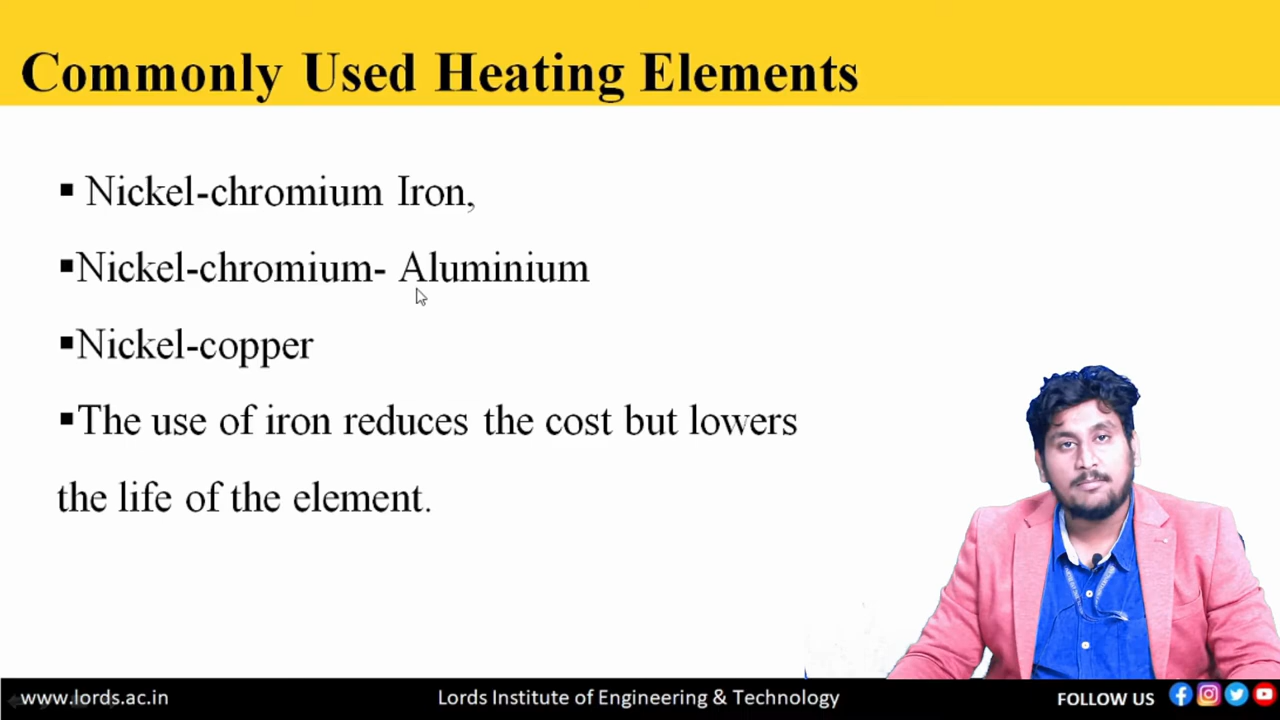 Commonly Used Heating Elements
▪ Nickel-chromium Iron,
▪Nickel-chromium- Aluminium
▪Nickel-copper
▪The use of iron reduces the cost but lowers
the life of the element.
www.lords.ac.in
Lords Institute of Engineering & Technology
FOLLOW US